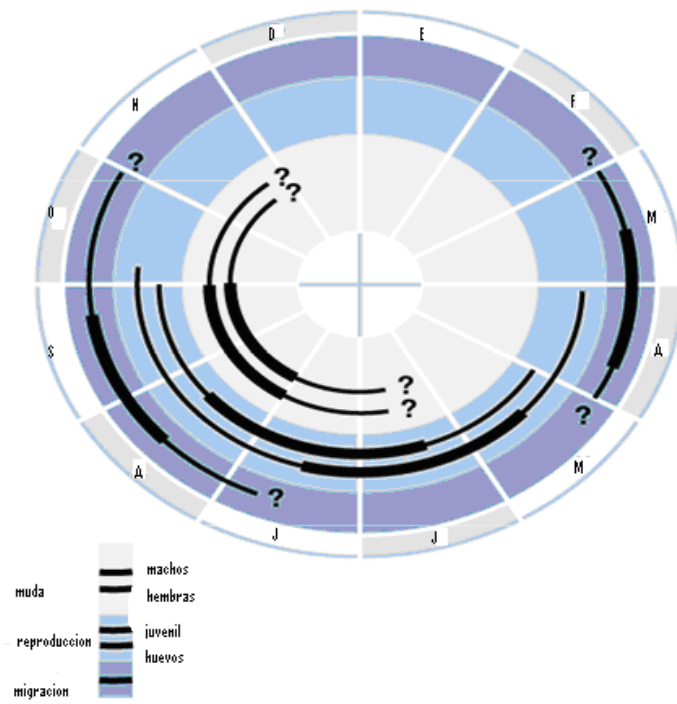 D
E
N
F
?
?
?
?
O
M
S
A
?
?
?
A
M
?
J
J
machos
muda
hembras
juvenil
reproduccion
huevos
migracion